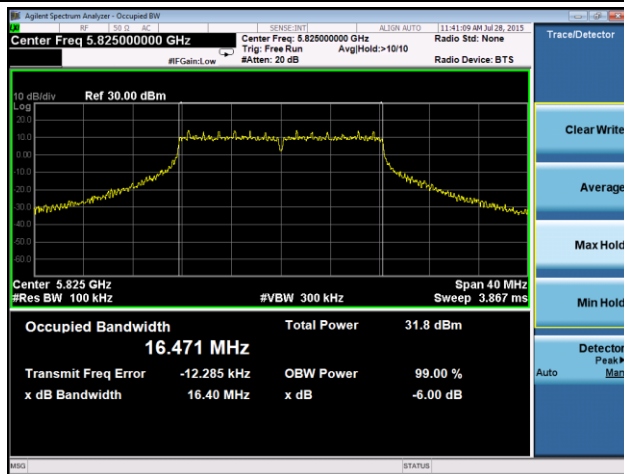 Agilent Spectrum Analyzer - Occupied BW
RF 50 Ω AC SENSE:INT ALIGN AUTO 11:41:09 AM Jul 28, 2015
Center Freq 5.825000000 GHz
Center Freq: 5.825000000 GHz Radio Std: None
Trig: Free Run Avg|Hold:>10/10
#IFGain:Low #Atten: 20 dB Radio Device: BTS
Trace/Detector
10 dB/div Ref 30.00 dBm
Log
20.0
10.0
0.00
-10.0
-20.0
-30.0
-40.0
-50.0
-60.0
Center 5.825 GHz Span 40 MHz
#Res BW 100 kHz #VBW 300 kHz Sweep 3.867 ms
Occupied Bandwidth Total Power 31.8 dBm
16.471 MHz
Transmit Freq Error -12.285 kHz OBW Power 99.00 %
x dB Bandwidth 16.40 MHz x dB -6.00 dB
Clear Write
Average
Max Hold
Min Hold
Detector
Peak▶
Auto Man
MSG STATUS